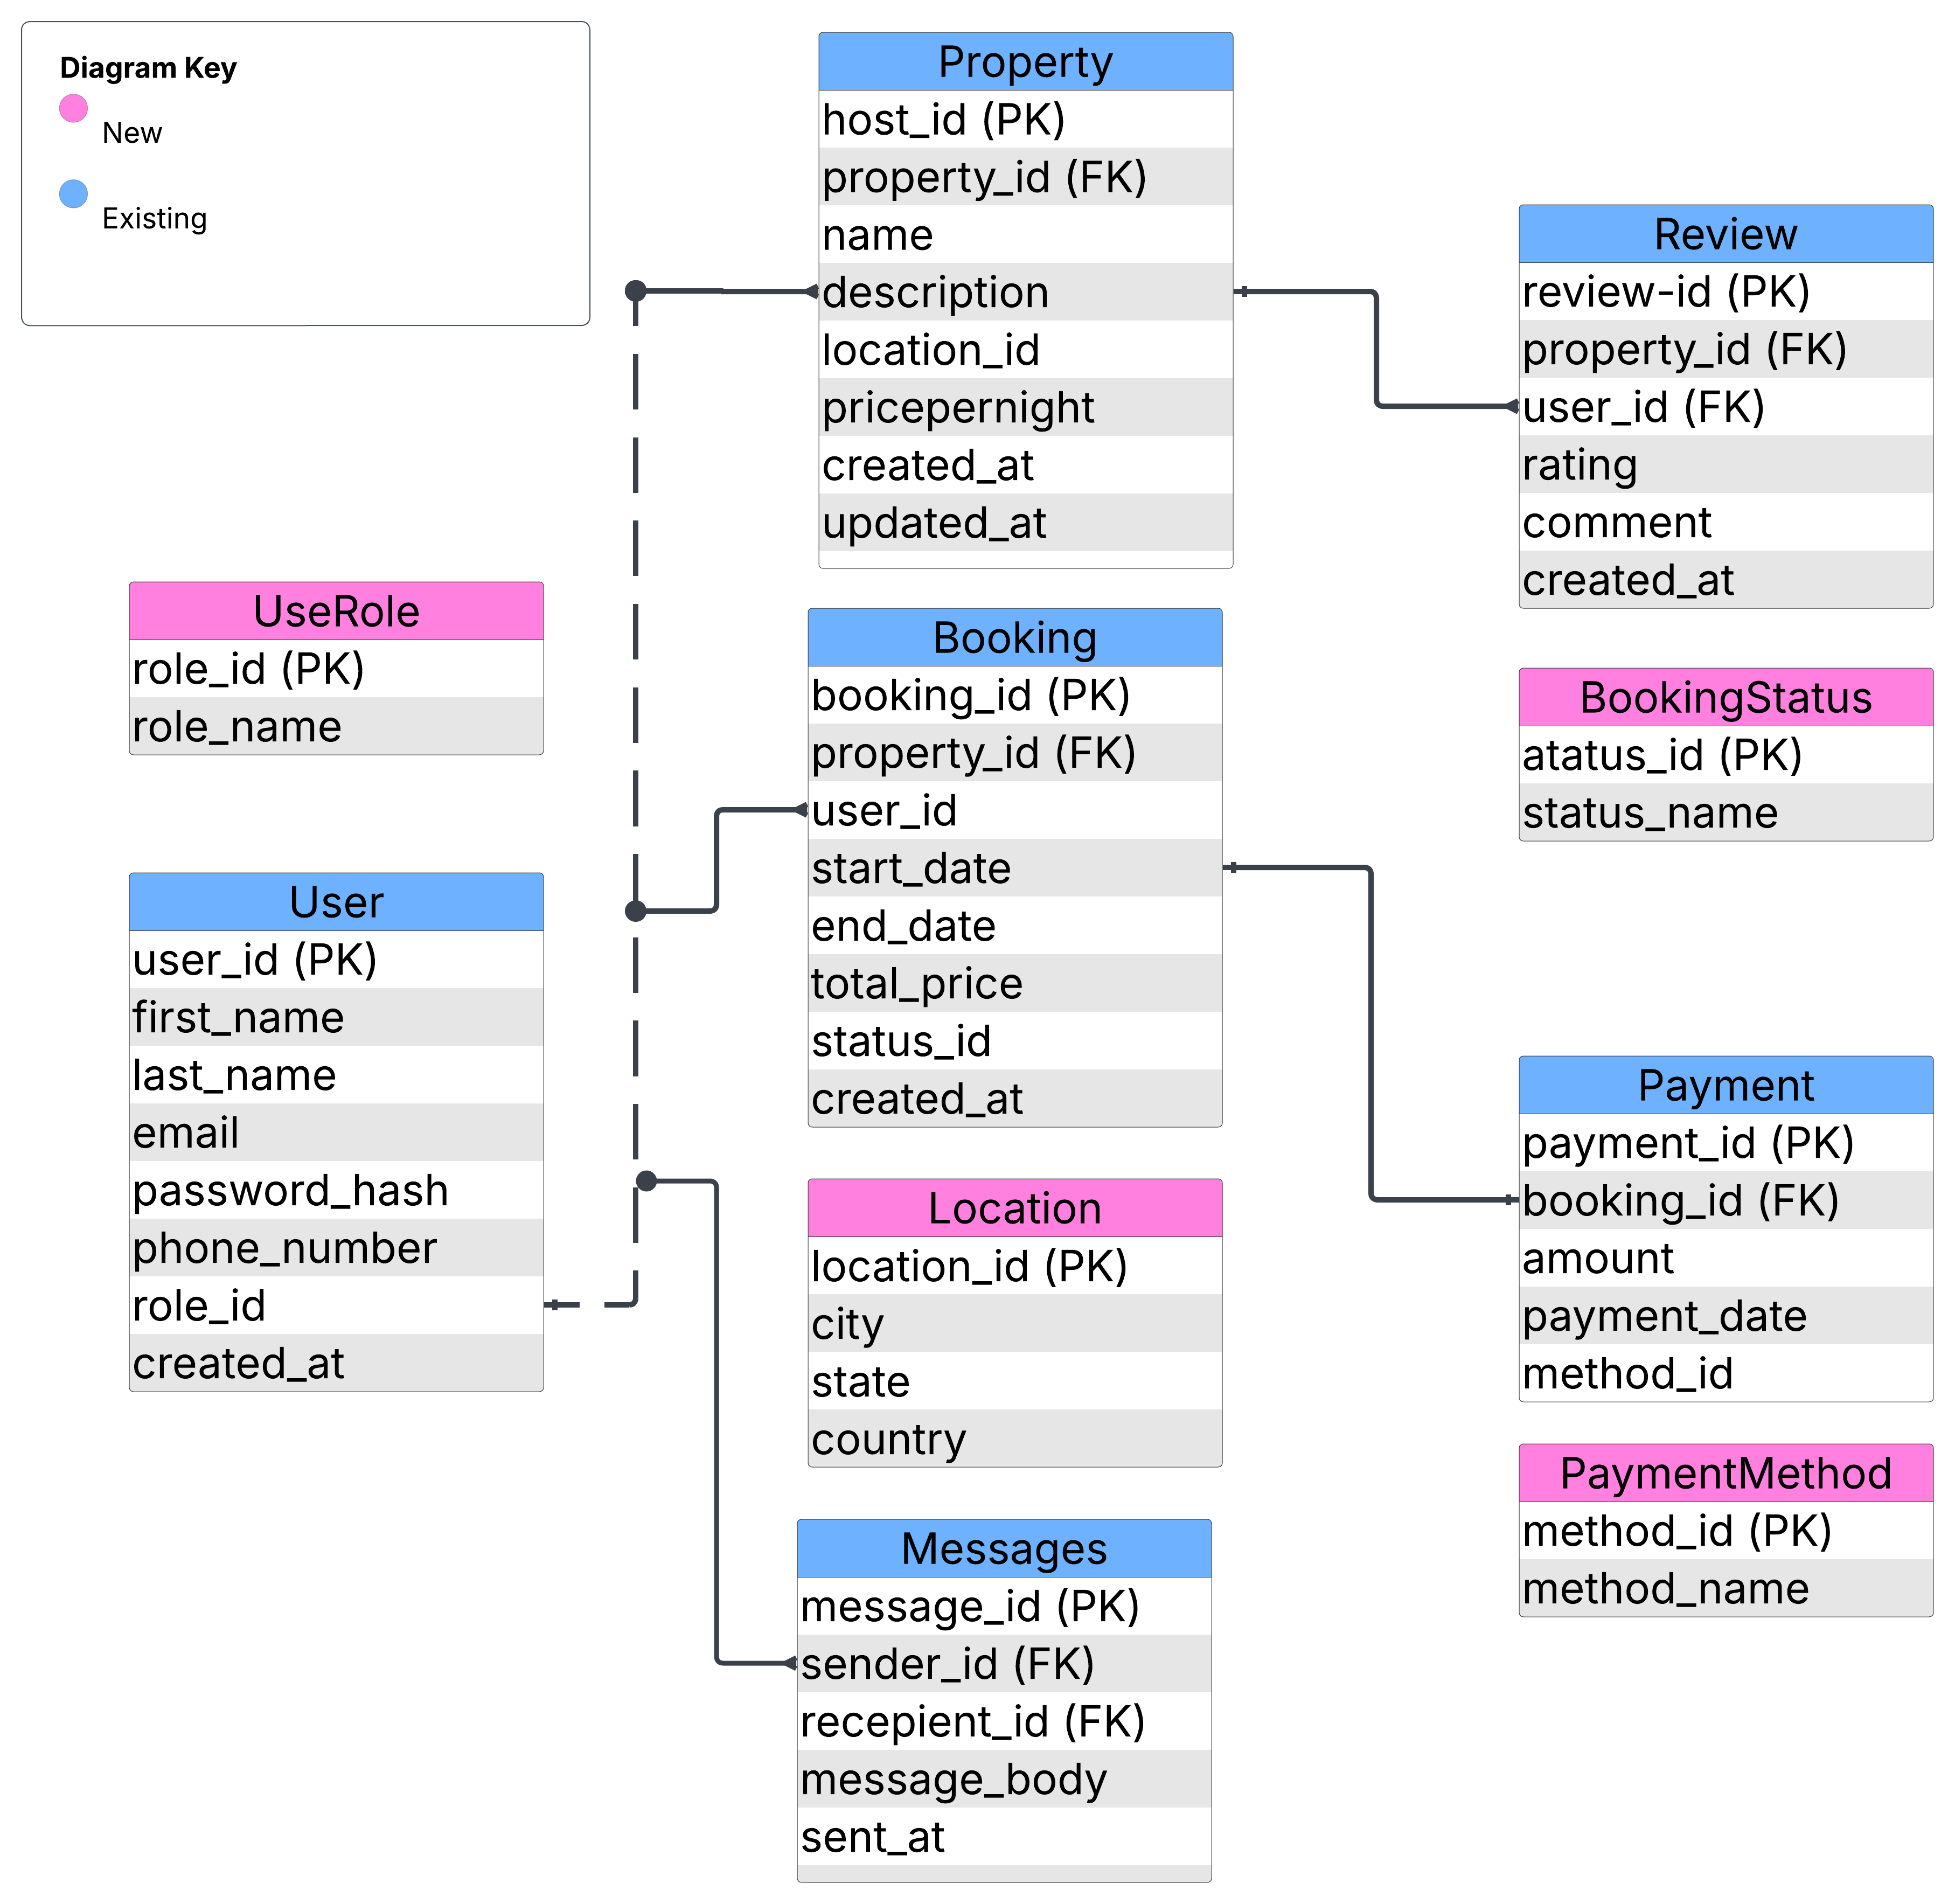 Diagram Key
New
Existing
Property
host_id (PK)
property_id (FK)
name
description
location_id
pricepernight
created_at
updated_at
Review
review-id (PK)
property_id (FK)
user_id (FK)
rating
comment
created_at
UseRole
role_id (PK)
role_name
Booking
booking_id (PK)
property_id (FK)
user_id
start_date
end_date
total_price
status_id
created_at
BookingStatus
atatus_id (PK)
status_name
User
user_id (PK)
first_name
last_name
email
password_hash
phone_number
role_id
created_at
Payment
payment_id (PK)
booking_id (FK)
amount
payment_date
method_id
Location
location_id (PK)
city
state
country
PaymentMethod
method_id (PK)
method_name
Messages
message_id (PK)
sender_id (FK)
recepient_id (FK)
message_body
sent_at